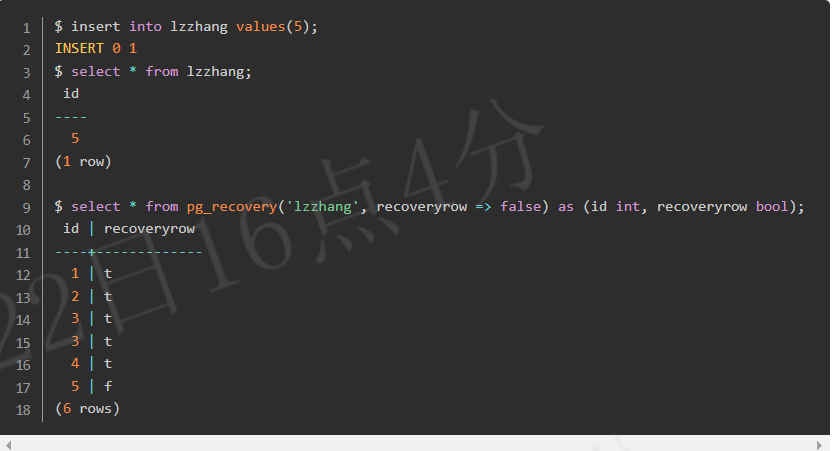 1 $ insert into lzzhang values(5);
2 INSERT 0 1
3 $ select * from lzzhang;
4  id
5 ----
6   5
7 (1 row)
8
9 $ select * from pg_recovery('lzzhang', recoveryrow => false) as (id int, recoveryrow bool);
10  id | recoveryrow
11 ----+-------------
12   1 | t
13   2 | t
14   3 | t
15   3 | t
16   4 | t
17   5 | f
18 (6 rows)
22日16点4分